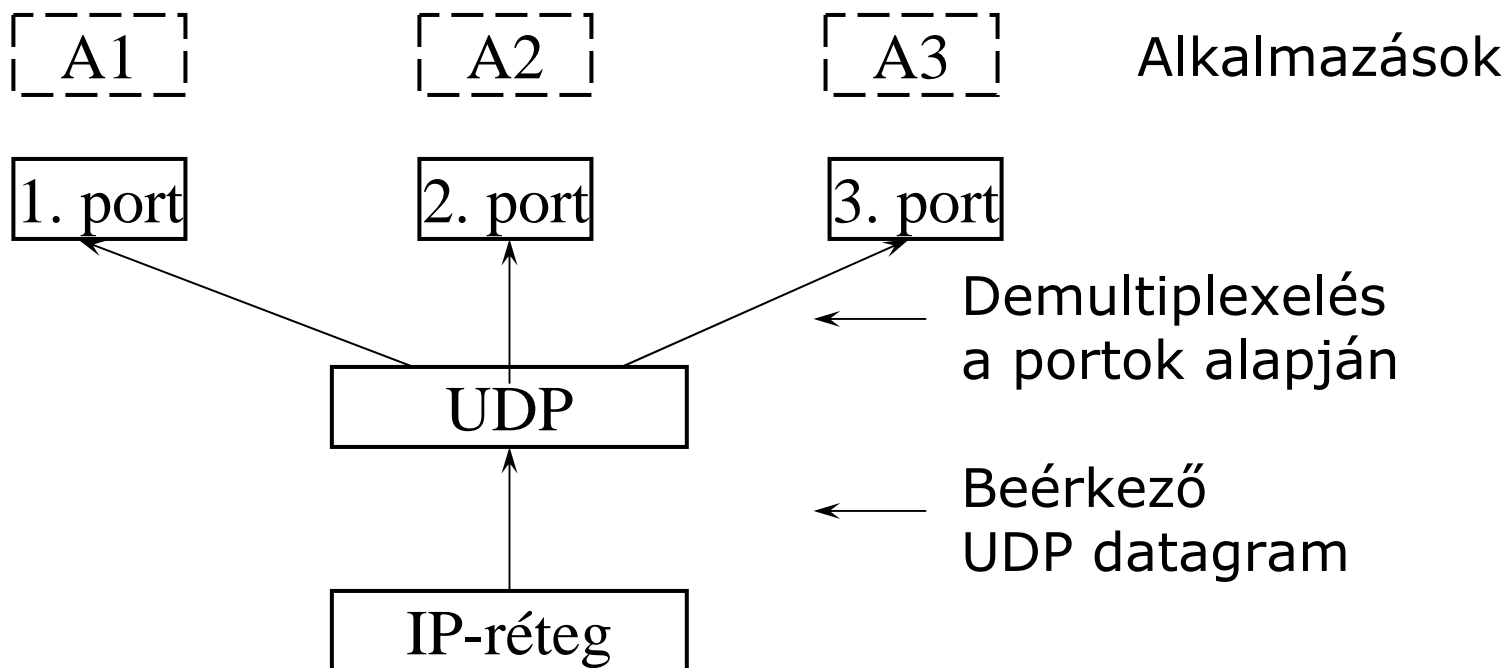 A1 A2 A3 Alkalmazások
1. port 2. port 3. port
Demultiplexelés
a portok alapján
UDP
Beérkező
UDP datagram
IP-réteg